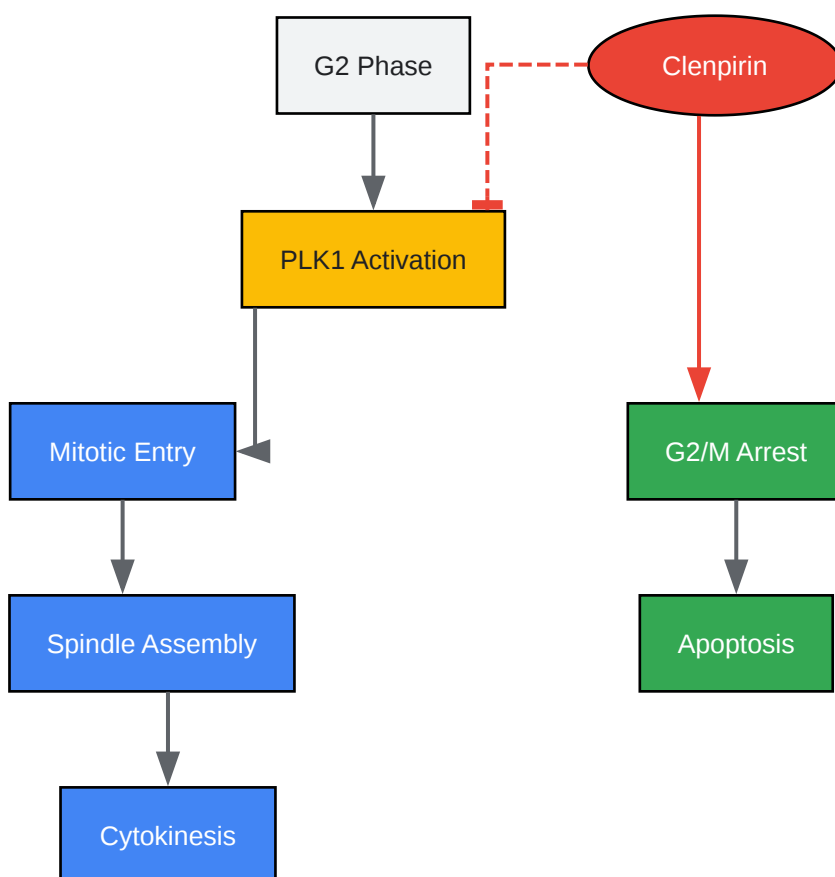 G2 Phase
Clenpirin
PLK1 Activation
Mitotic Entry
G2/M Arrest
Spindle Assembly
Apoptosis
Cytokinesis